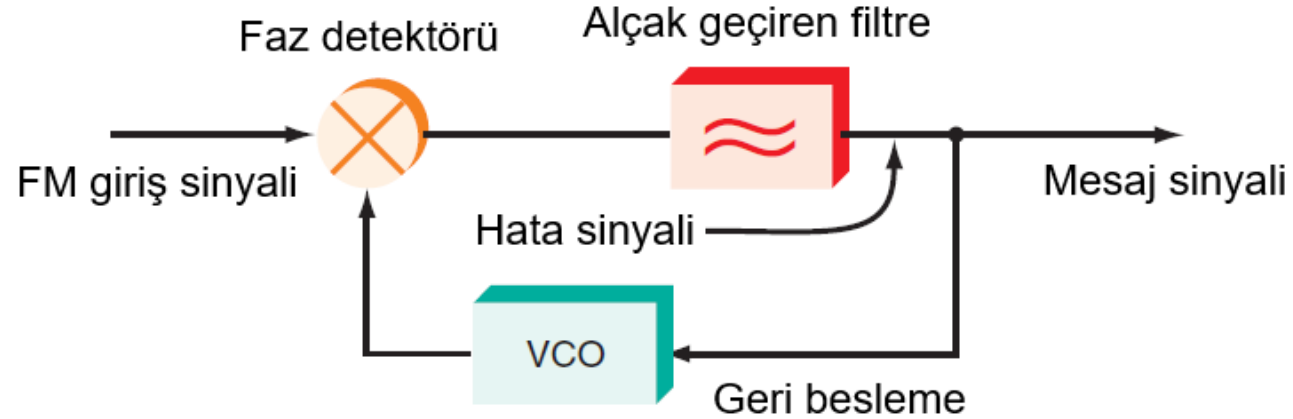 Faz detektörü
Alçak geçiren filtre
FM giriş sinyali
Mesaj sinyali
Hata sinyali
VCO
Geri besleme